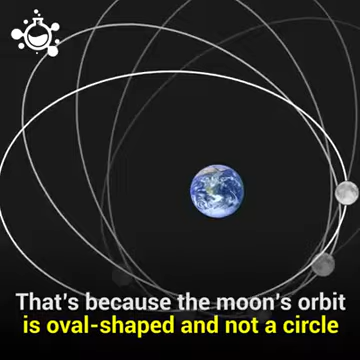 That's because the moon's orbit
is oval-shaped and not a circle